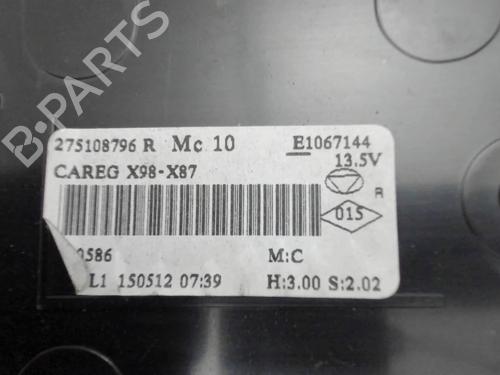 B-PARTS
275108796 R Mc 10 E1067144
13.5V
CAREG X98-X87
R
015
0586 M:C
L1 150512 07:39 H:3.00 S:2.02